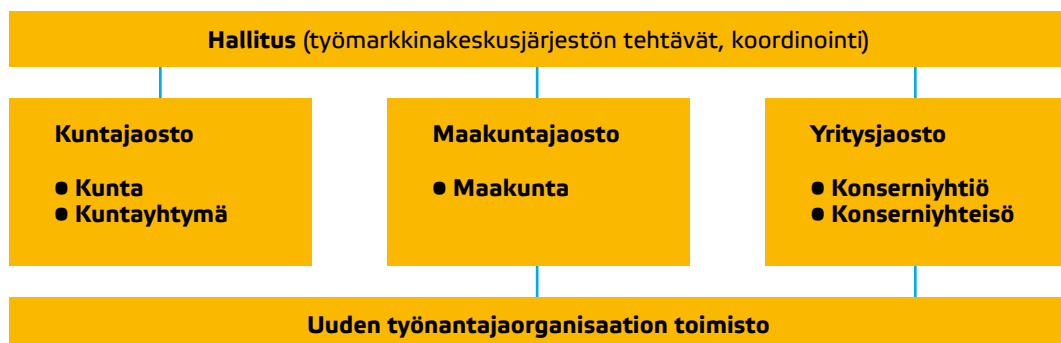 Hallitus (työmarkkinakeskusjärjestön tehtävät, koordinointi)
Kuntajaosto
• Kunta
• Kuntayhtymä
Maakuntajaosto
• Maakunta
Yritysjaosto
• Konserniyhtiö
• Konserniyhteisö
Uuden työnantajaorganisaation toimisto